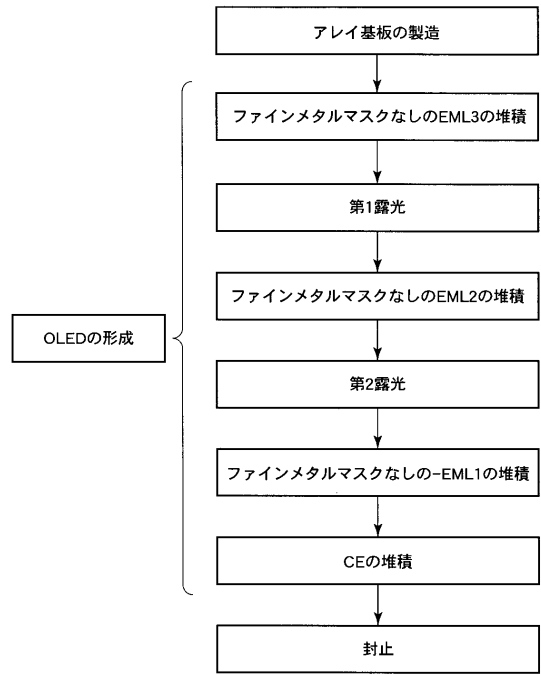 アレイ基板の製造
ファインメタルマスクなしのEML3の堆積
第1露光
ファインメタルマスクなしのEML2の堆積
OLEDの形成
第2露光
ファインメタルマスクなしの-EML1の堆積
CEの堆積
封止